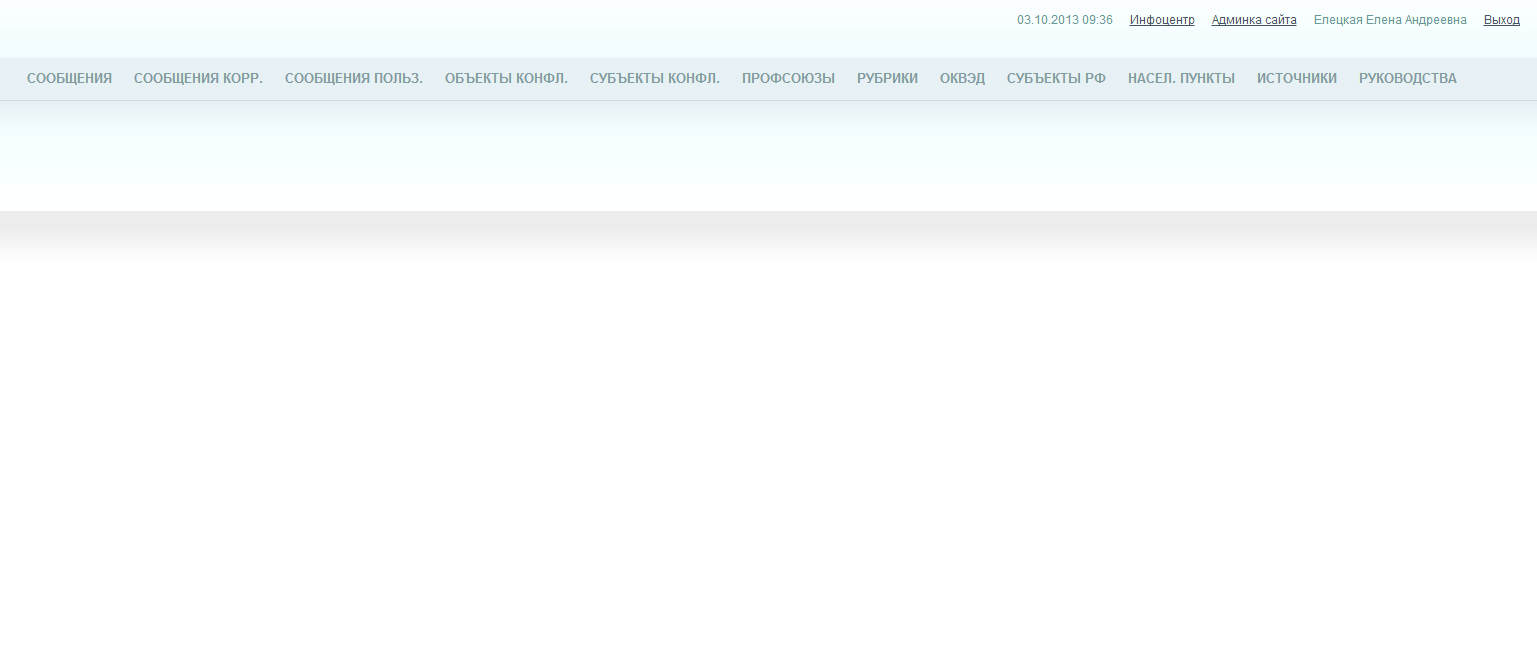 03.10.2013 09:36 Инфоцентр Админка сайта Елецкая Елена Андреевна Выход
СООБЩЕНИЯ СООБЩЕНИЯ КОРР. СООБЩЕНИЯ ПОЛЬЗ. ОБЪЕКТЫ КОНФЛ. СУБЪЕКТЫ КОНФЛ. ПРОФСОЮЗЫ РУБРИКИ ОКВЭД СУБЪЕКТЫ РФ НАСЕЛ. ПУНКТЫ ИСТОЧНИКИ РУКОВОДСТВА